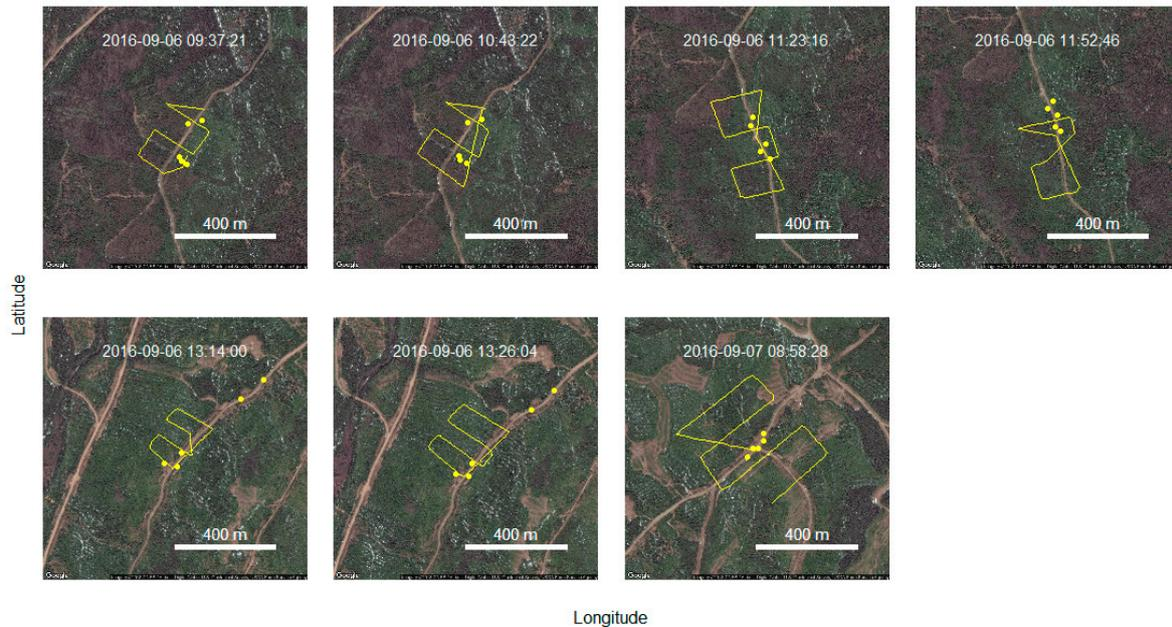 2016-09-06 09:37:21
2016-09-06 10:43:22
2016-09-06 11:23:16
2016-09-06 11:52:46
400 m
400 m
400 m
400 m
Google
Google
Google
Google
Latitude
2016-09-06 13:14:00
2016-09-06 13:26:04
2016-09-07 08:58:28
400 m
400 m
400 m
Google
Google
Google
Longitude